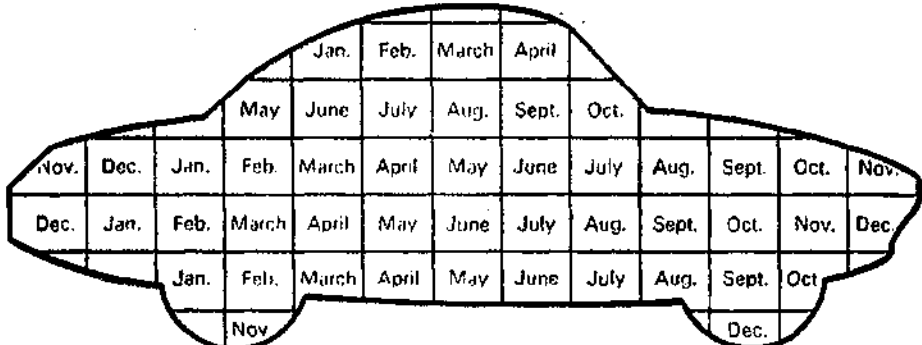 Jan. Feb. March April
May June July Aug. Sept. Oct.
Nov. Dec. Jan. Feb. March April May June July Aug. Sept. Oct. Nov.
Dec. Jan. Feb. March April May June July Aug. Sept. Oct. Nov. Dec.
Jan. Feb. March April May June July Aug. Sept. Oct
Nov Dec.